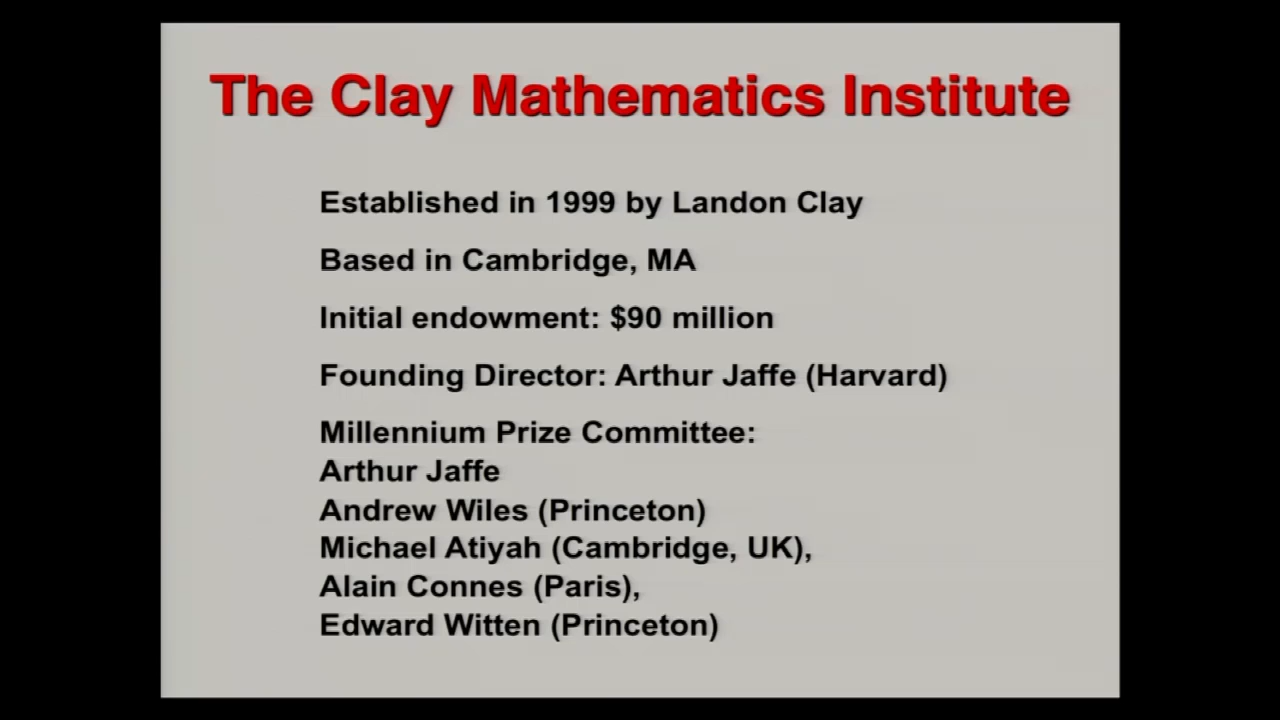 The Clay Mathematics Institute
Established in 1999 by Landon Clay
Based in Cambridge, MA
Initial endowment: $90 million
Founding Director: Arthur Jaffe (Harvard)
Millennium Prize Committee:
Arthur Jaffe
Andrew Wiles (Princeton)
Michael Atiyah (Cambridge, UK),
Alain Connes (Paris),
Edward Witten (Princeton)